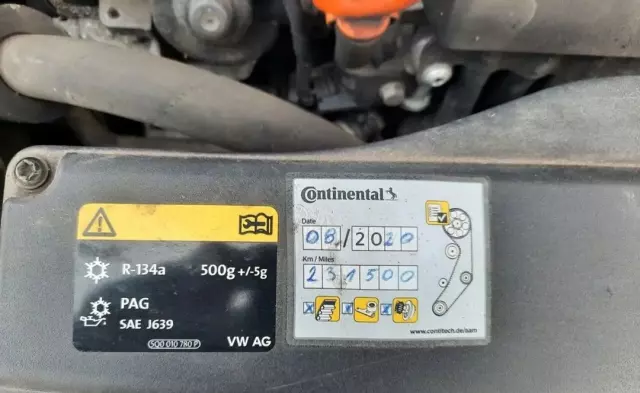 R-134a 500g +/-5g
PAG
SAE J639
5Q0 010 780 P
VW AG
Continental
Date
08/2020
Km / Miles
231500
x x x
www.contitech.de/sam